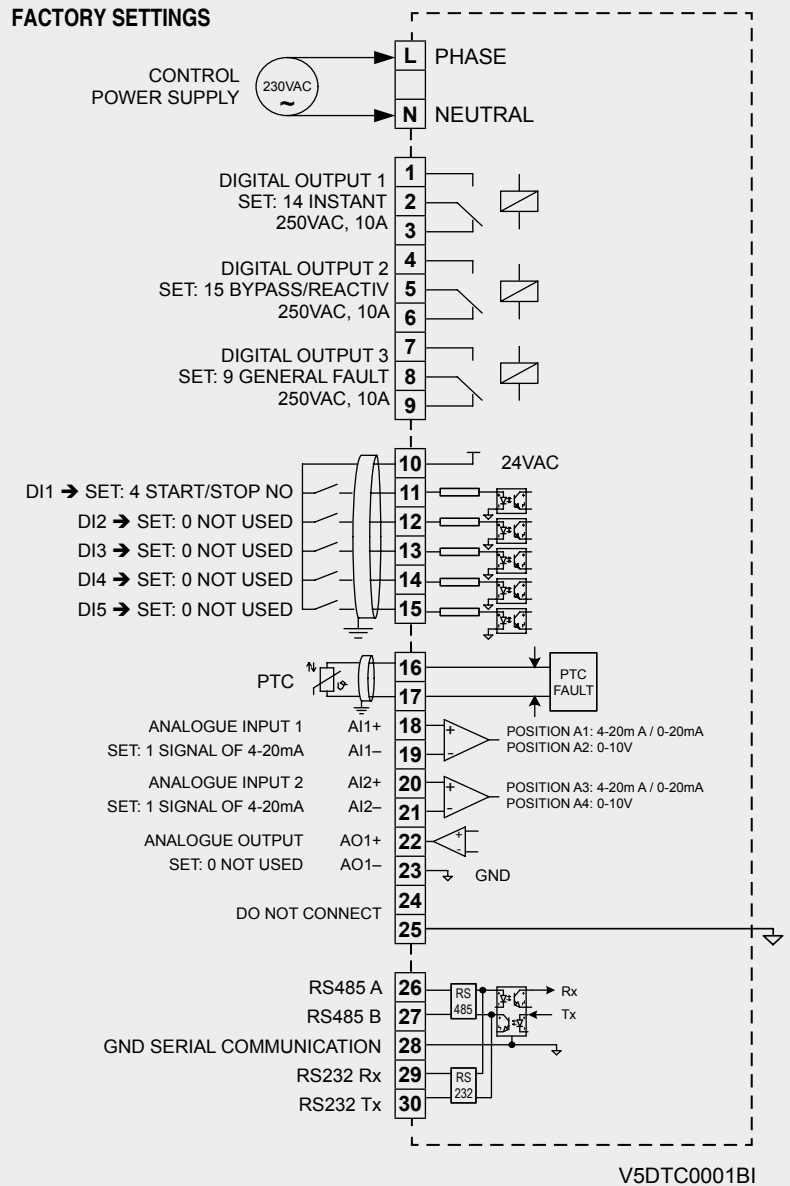 FACTORY SETTINGS
CONTROL
POWER SUPPLY
230VAC
~
L PHASE
N NEUTRAL
DIGITAL OUTPUT 1
SET: 14 INSTANT
250VAC, 10A
1
2
3
DIGITAL OUTPUT 2
SET: 15 BYPASS/REACTIV
250VAC, 10A
4
5
6
DIGITAL OUTPUT 3
SET: 9 GENERAL FAULT
250VAC, 10A
7
8
9
10 24VAC
DI1 ➔ SET: 4 START/STOP NO 11
DI2 ➔ SET: 0 NOT USED 12
DI3 ➔ SET: 0 NOT USED 13
DI4 ➔ SET: 0 NOT USED 14
DI5 ➔ SET: 0 NOT USED 15
PTC
16
17
PTC
FAULT
ANALOGUE INPUT 1 AI1+ 18
SET: 1 SIGNAL OF 4-20mA AI1– 19
+
-
POSITION A1: 4-20m A / 0-20mA
POSITION A2: 0-10V
ANALOGUE INPUT 2 AI2+ 20
SET: 1 SIGNAL OF 4-20mA AI2– 21
+
-
POSITION A3: 4-20m A / 0-20mA
POSITION A4: 0-10V
ANALOGUE OUTPUT AO1+ 22
+
-
SET: 0 NOT USED AO1– 23 GND
DO NOT CONNECT
24
25
RS485 A 26
RS485 B 27
RS
485
Rx
Tx
GND SERIAL COMMUNICATION 28
RS232 Rx 29
RS232 Tx 30
RS
232
V5DTC0001BI